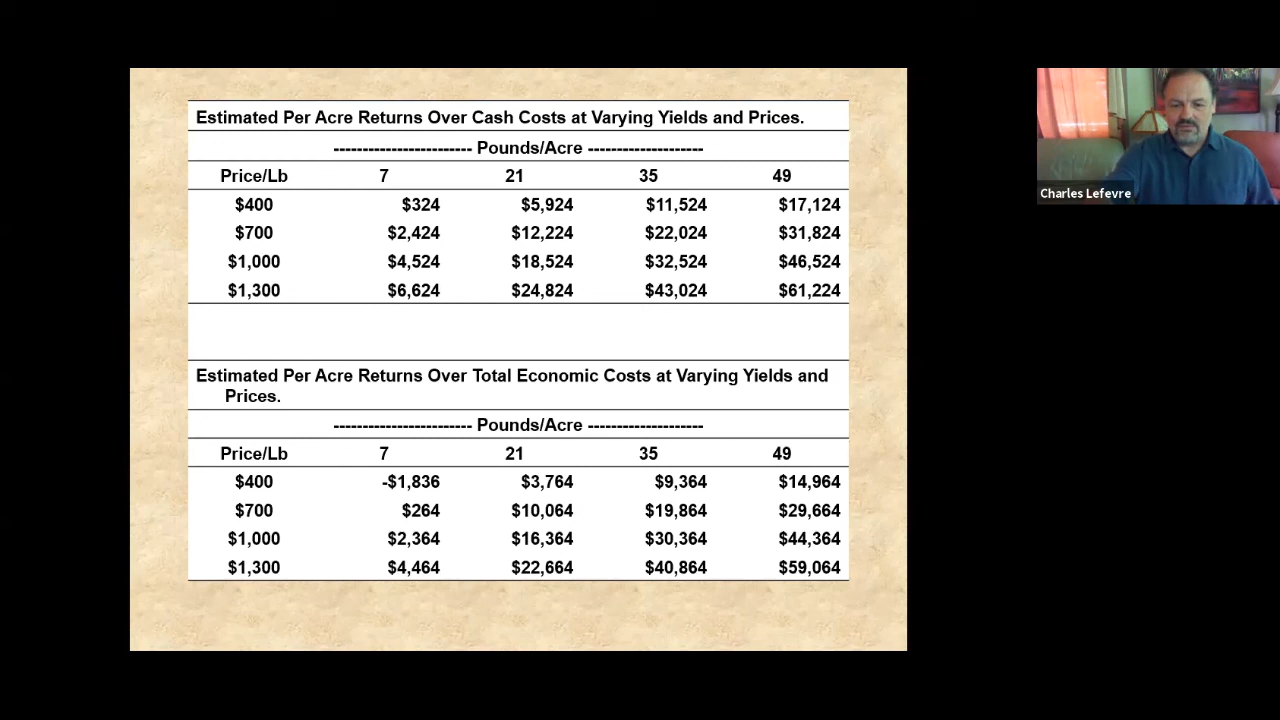 Estimated Per Acre Returns Over Cash Costs at Varying Yields and Prices.
------------------------ Pounds/Acre --------------------
Price/Lb 7 21 35 49
$400 $324 $5,924 $11,524 $17,124
$700 $2,424 $12,224 $22,024 $31,824
$1,000 $4,524 $18,524 $32,524 $46,524
$1,300 $6,624 $24,824 $43,024 $61,224
Estimated Per Acre Returns Over Total Economic Costs at Varying Yields and
Prices.
------------------------ Pounds/Acre --------------------
Price/Lb 7 21 35 49
$400 -$1,836 $3,764 $9,364 $14,964
$700 $264 $10,064 $19,864 $29,664
$1,000 $2,364 $16,364 $30,364 $44,364
$1,300 $4,464 $22,664 $40,864 $59,064
Charles Lefevre